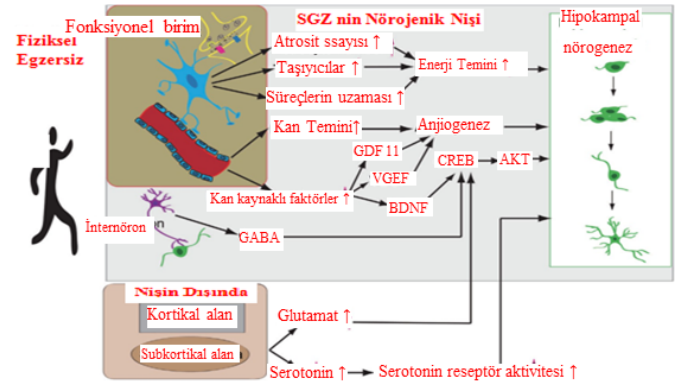 Fiziksel
Egzersiz
Fonksiyonel birim
SGZ nin Nörojenik Nişi
Atrosit ssayısı ↑
Taşıyıcılar ↑
Süreçlerin uzaması ↑
Enerji Temini ↑
Kan Temini↑
Anjiogenez
GDF 11
VGEF
Kan kaynaklı faktörler ↑
BDNF
CREB
AKT
İnternöron
GABA
Hipokampal
nörogenez
Nişin Dışında
Kortikal alan
Subkortikal alan
Glutamat ↑
Serotonin ↑
Serotonin reseptör aktivitesi ↑